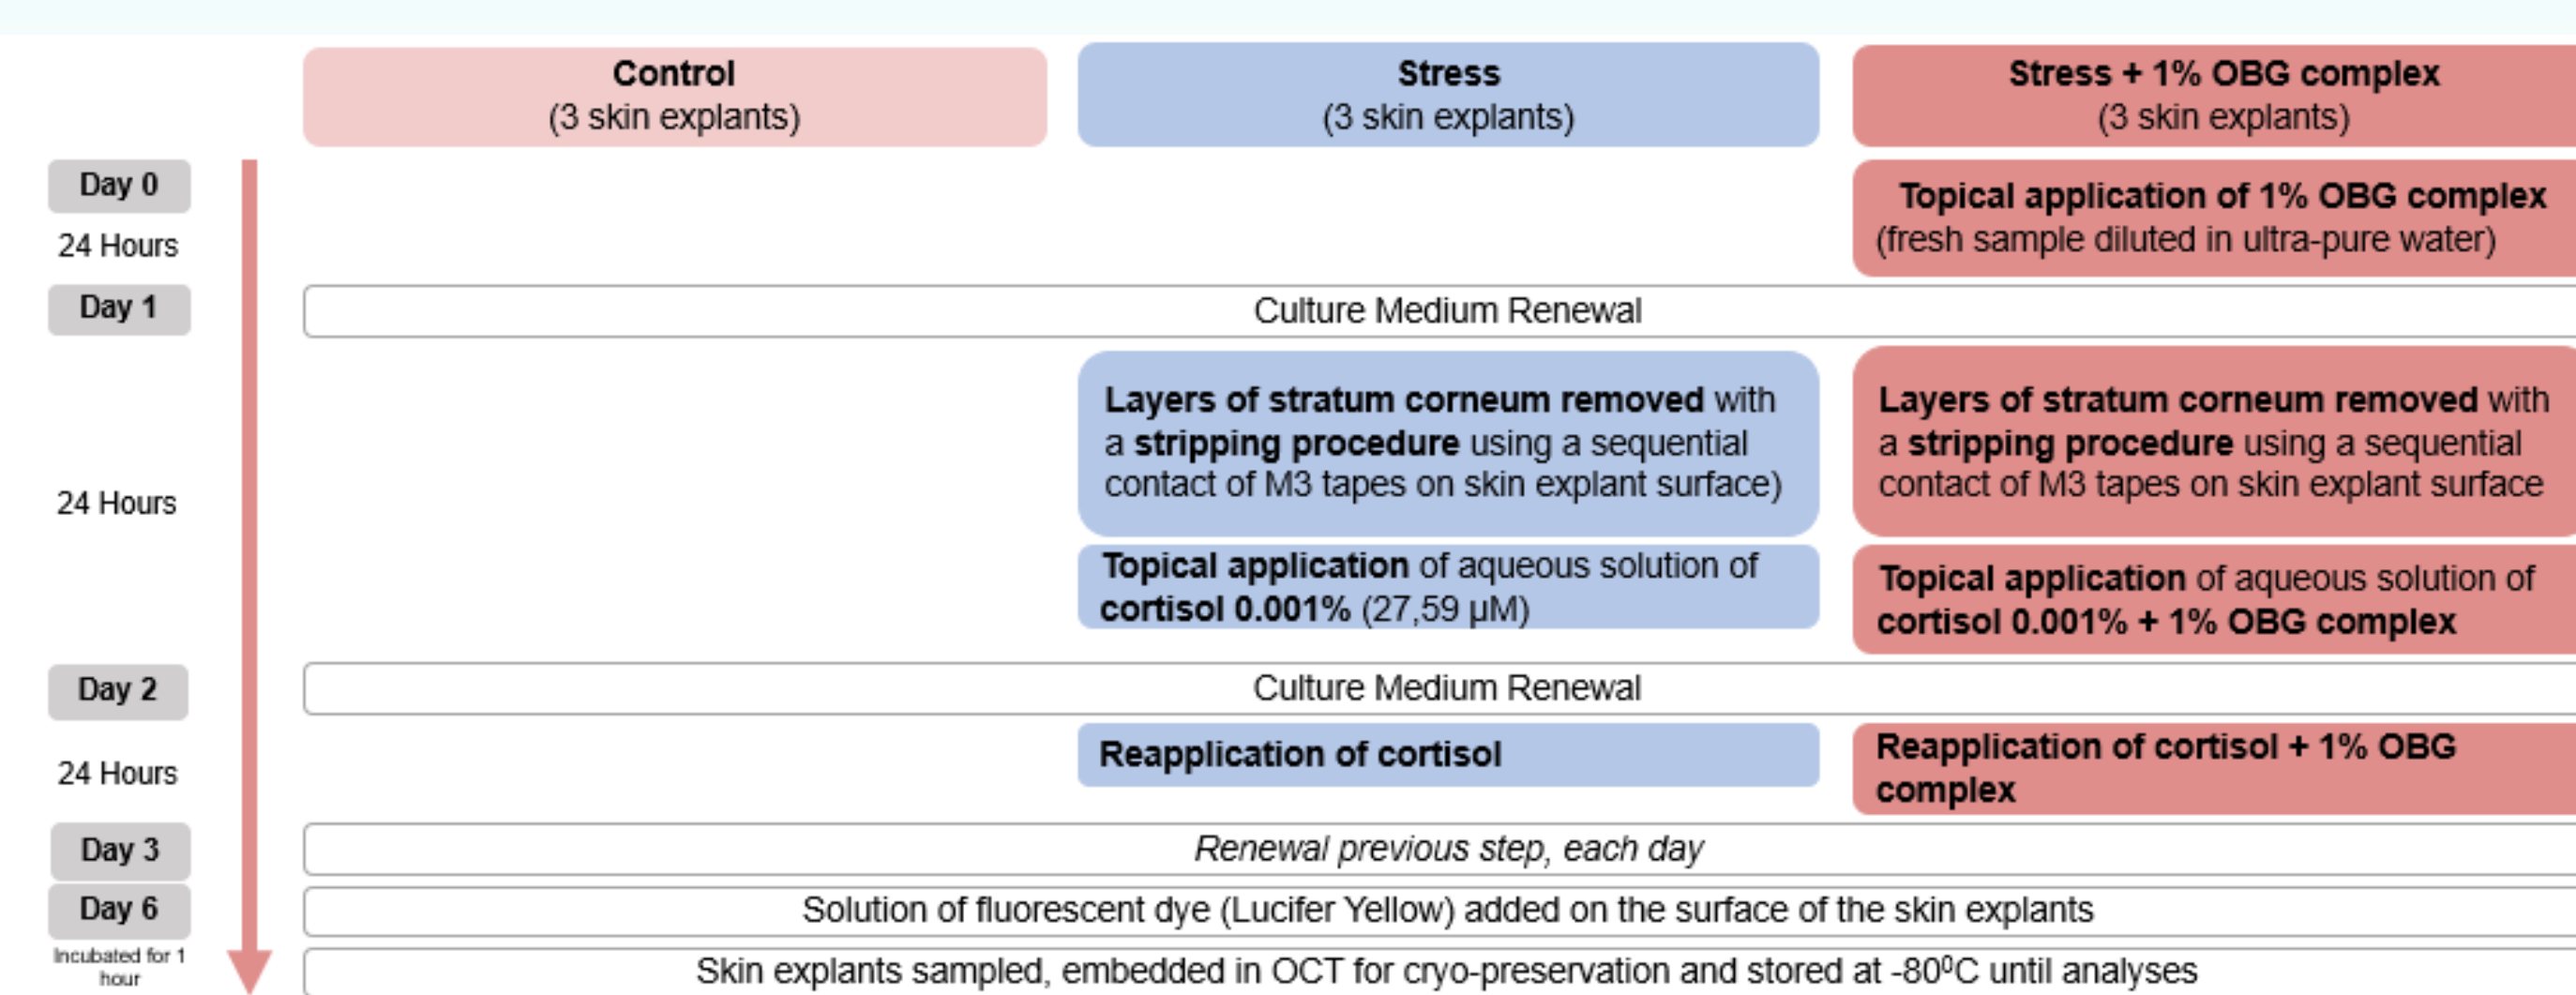 Control
(3 skin explants)
Stress
(3 skin explants)
Stress + 1% OBG complex
(3 skin explants)
Day 0
24 Hours
Topical application of 1% OBG complex
(fresh sample diluted in ultra-pure water)
Day 1
Culture Medium Renewal
24 Hours
Layers of stratum corneum removed with
a stripping procedure using a sequential
contact of M3 tapes on skin explant surface)
Layers of stratum corneum removed with
a stripping procedure using a sequential
contact of M3 tapes on skin explant surface
Topical application of aqueous solution of
cortisol 0.001% (27,59 µM)
Topical application of aqueous solution of
cortisol 0.001% + 1% OBG complex
Day 2
Culture Medium Renewal
24 Hours
Reapplication of cortisol
Reapplication of cortisol + 1% OBG
complex
Day 3
Renewal previous step, each day
Day 6
Solution of fluorescent dye (Lucifer Yellow) added on the surface of the skin explants
Incubated for 1
hour
Skin explants sampled, embedded in OCT for cryo-preservation and stored at -80⁰C until analyses